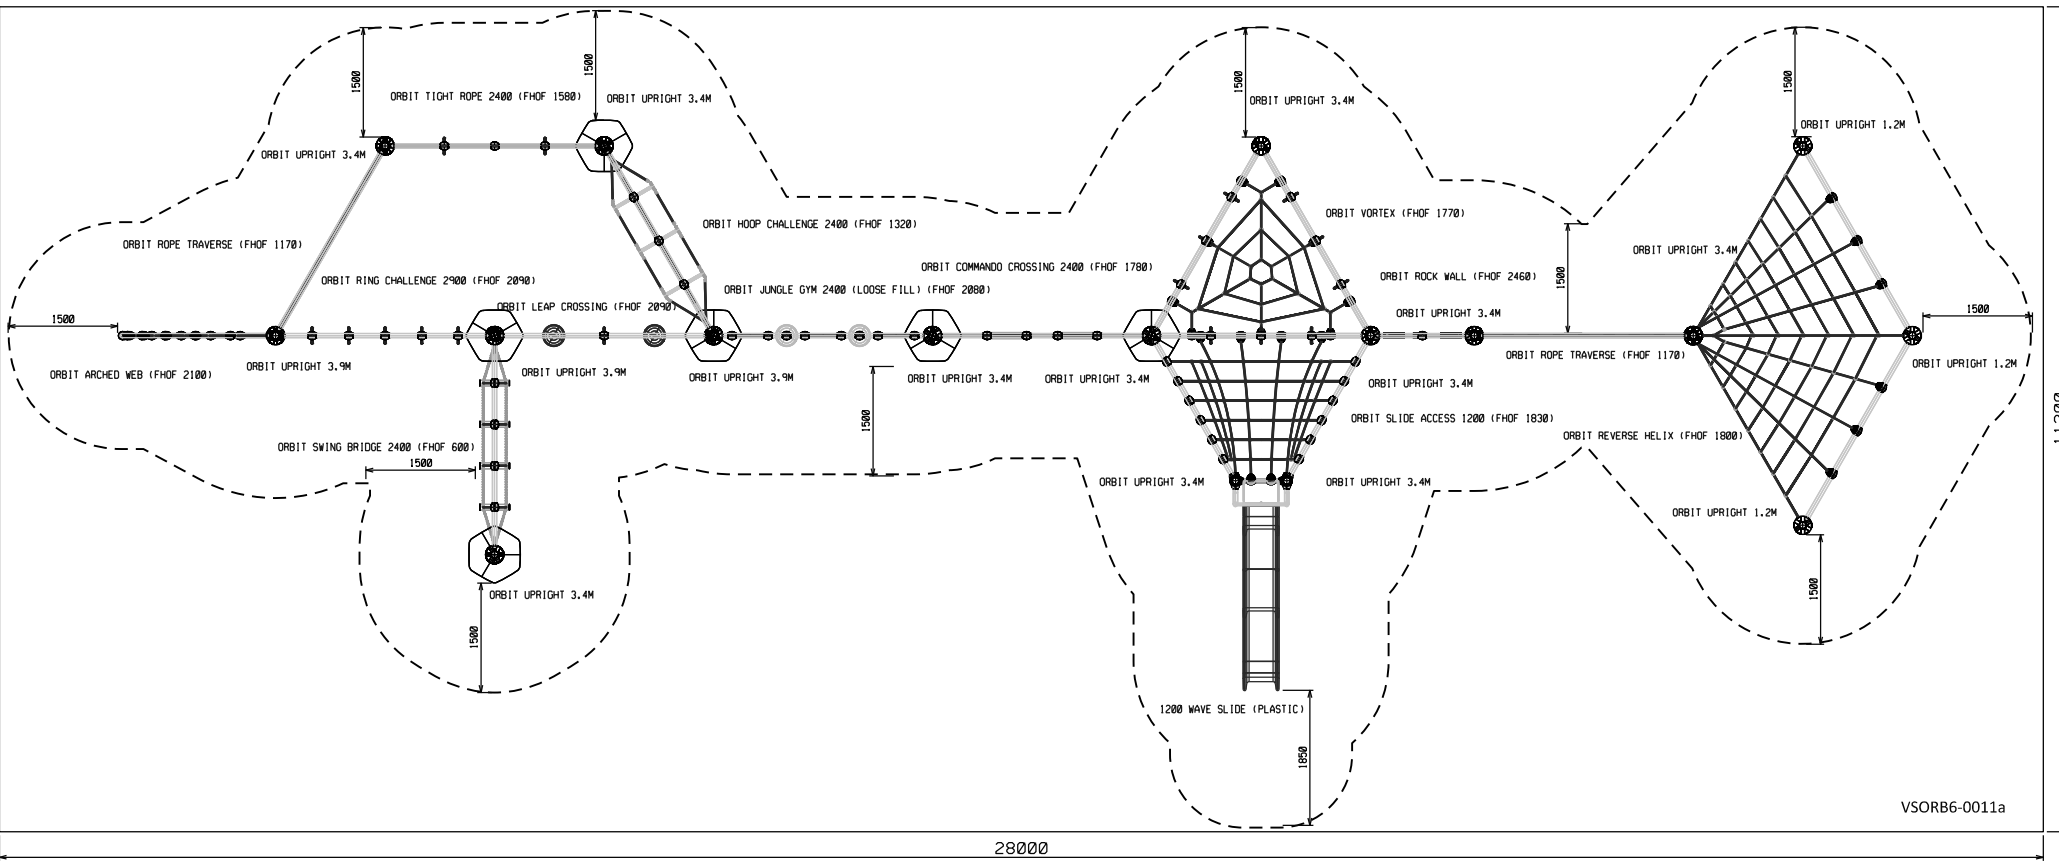 1500
1500
1500
1500
ORBIT TIGHT ROPE 2400 (FHOF 1580)
ORBIT UPRIGHT 3.4M
ORBIT UPRIGHT 3.4M
ORBIT UPRIGHT 1.2M
ORBIT UPRIGHT 3.4M
ORBIT VORTEX (FHOF 1770)
ORBIT HOOP CHALLENGE 2400 (FHOF 1320)
ORBIT ROPE TRAVERSE (FHOF 1170)
ORBIT UPRIGHT 3.4M
ORBIT COMMANDO CROSSING 2400 (FHOF 1780)
ORBIT ROCK WALL (FHOF 2460)
1500
ORBIT RING CHALLENGE 2900 (FHOF 2090)
ORBIT JUNGLE GYM 2400 (LOOSE FILL) (FHOF 2080)
ORBIT LEAP CROSSING (FHOF 2090)
ORBIT UPRIGHT 3.4M
1500
1500
ORBIT ROPE TRAVERSE (FHOF 1170)
ORBIT UPRIGHT 3.9M
ORBIT UPRIGHT 1.2M
ORBIT ARCHED WEB (FHOF 2100)
ORBIT UPRIGHT 3.9M
ORBIT UPRIGHT 3.9M
ORBIT UPRIGHT 3.4M
ORBIT UPRIGHT 3.4M
ORBIT UPRIGHT 3.4M
1500
ORBIT SLIDE ACCESS 1200 (FHOF 1830)
ORBIT REVERSE HELIX (FHOF 1800)
ORBIT SWING BRIDGE 2400 (FHOF 600)
1500
ORBIT UPRIGHT 3.4M
ORBIT UPRIGHT 3.4M
ORBIT UPRIGHT 1.2M
1500
ORBIT UPRIGHT 3.4M
1500
1200 WAVE SLIDE (PLASTIC)
1850
VSORB6-0011a
28000